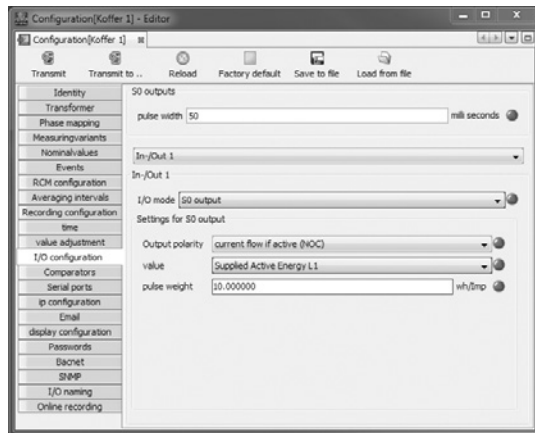 Configuration[Koffer 1] - Editor
Configuration[Koffer 1]
Transmit
Transmit to ..
Reload
Factory default
Save to file
Load from file
Identity
Transformer
Phase mapping
Measuringvariants
Nominalvalues
Events
RCM configuration
Averaging intervals
Recording configuration
time
value adjustment
I/O configuration
Comparators
Serial ports
ip configuration
Email
display configuration
Passwords
Bacnet
SNMP
I/O naming
Online recording
S0 outputs
pulse width 50 milli seconds
In-/Out 1
In-/Out 1
I/O mode S0 output
Settings for S0 output
Output polarity current flow if active (NOC)
value Supplied Active Energy L1
pulse weight 10.000000 wh/Imp